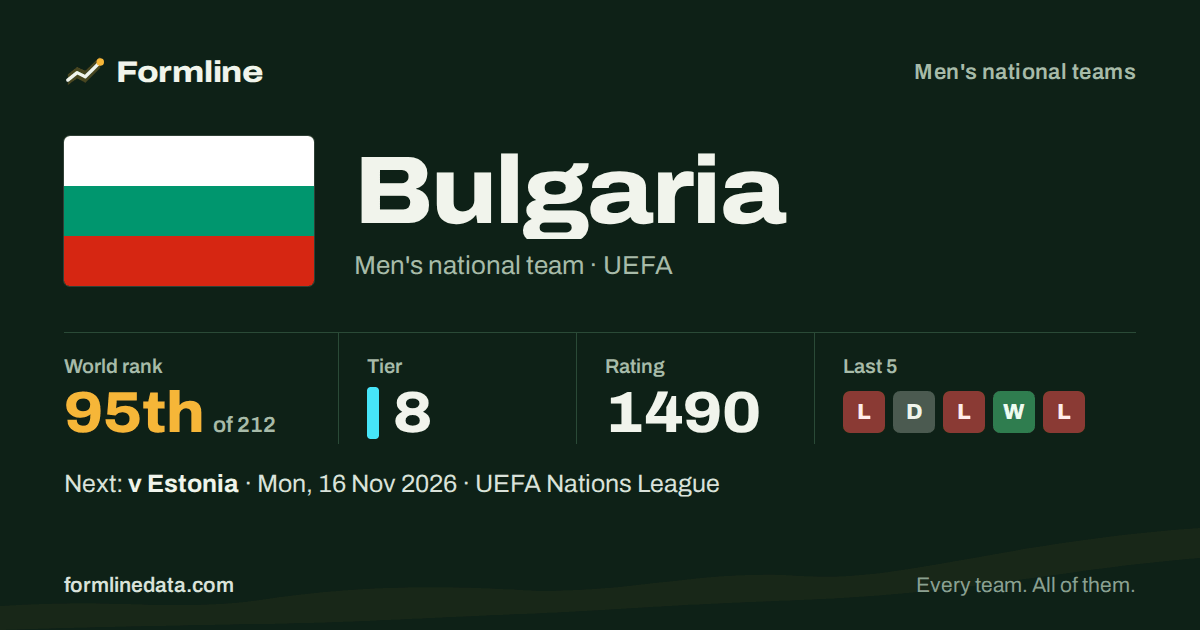 Formline
Men's national teams
Bulgaria
Men's national team · UEFA
World rank
95th of 212
Tier
8
Rating
1490
Last 5
L D L W L
Next: v Estonia · Mon, 16 Nov 2026 · UEFA Nations League
formlinedata.com
Every team. All of them.